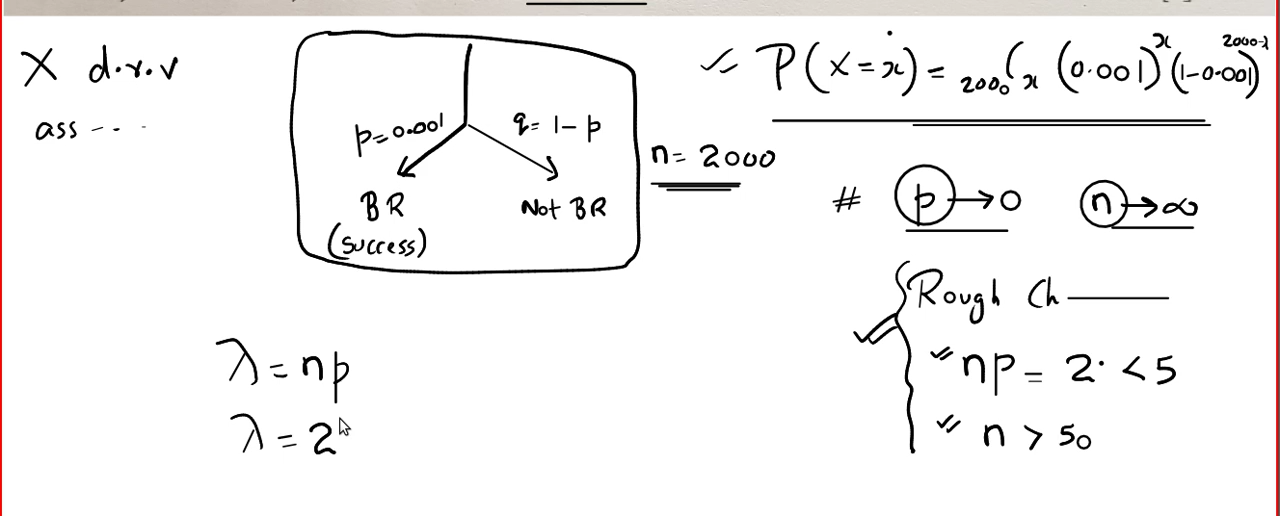 X d.r.v
ass --..
p=0.001
q= 1-p
BR
(success)
Not BR
n= 2000
P(X=x) = 2000Cx (0.001)^x (1-0.001)^2000-x
# p→0 n→∞
Rough Ch
np = 2. <5
n > 50
λ = np
λ = 2